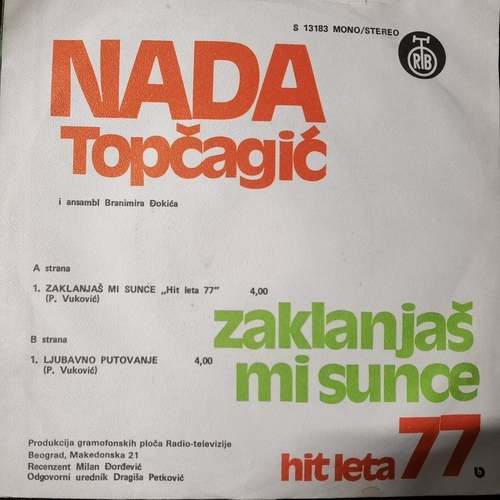 S 13183 MONO/STEREO
RTB
NADA
Topčagić
i ansambl Branimira Đokića
A strana
1. ZAKLANJAŠ MI SUNCE „Hit leta 77” 4,00
(P. Vuković)
B strana
1. LJUBAVNO PUTOVANJE 4,00
(P. Vuković)
zaklanjaš
mi sunce
hit leta 77
Produkcija gramofonskih ploča Radio-televizije
Beograd, Makedonska 21
Recenzent Milan Đorđević
Odgovorni urednik Dragiša Petković